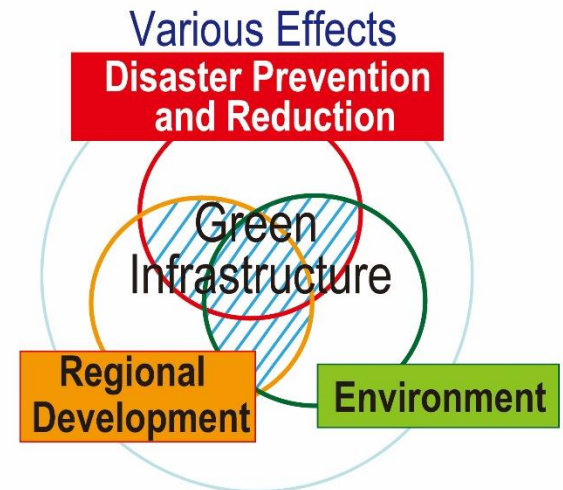 Various Effects
Disaster Prevention
and Reduction
Green
Infrastructure
Regional
Development
Environment